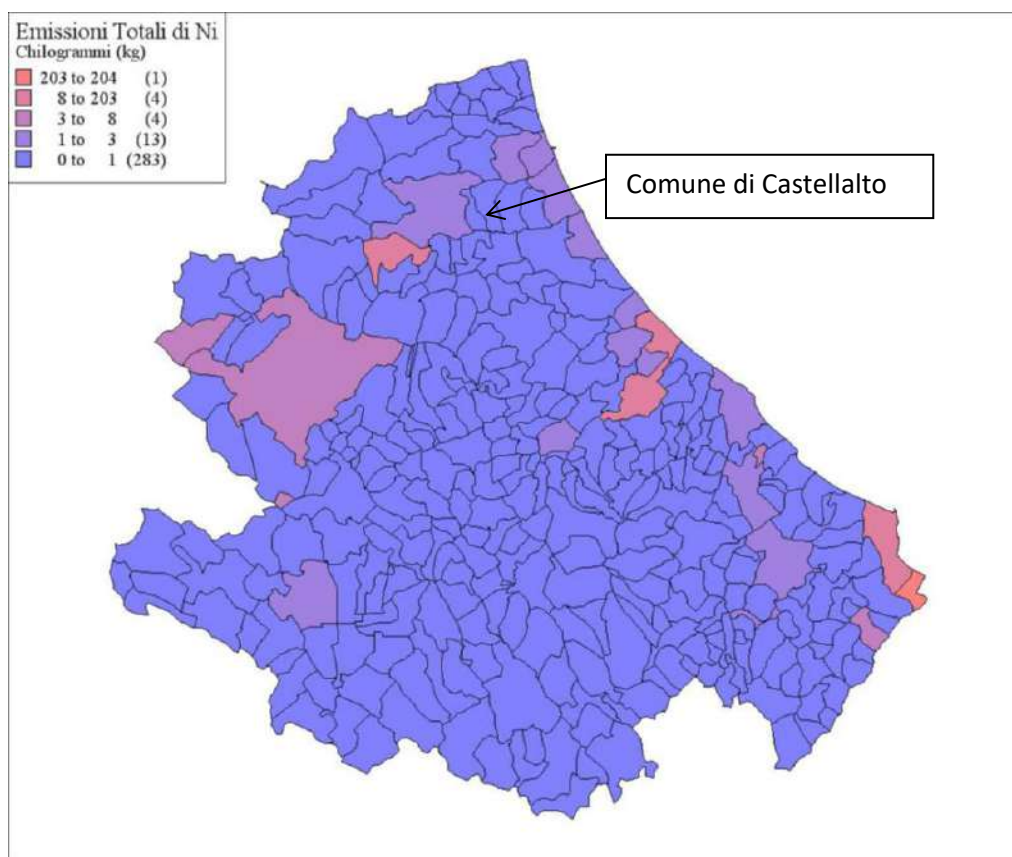 Emissioni Totali di Ni
Chilogrammi (kg)
203 to 204 (1)
8 to 203 (4)
3 to 8 (4)
1 to 3 (13)
0 to 1 (283)
Comune di Castellalto